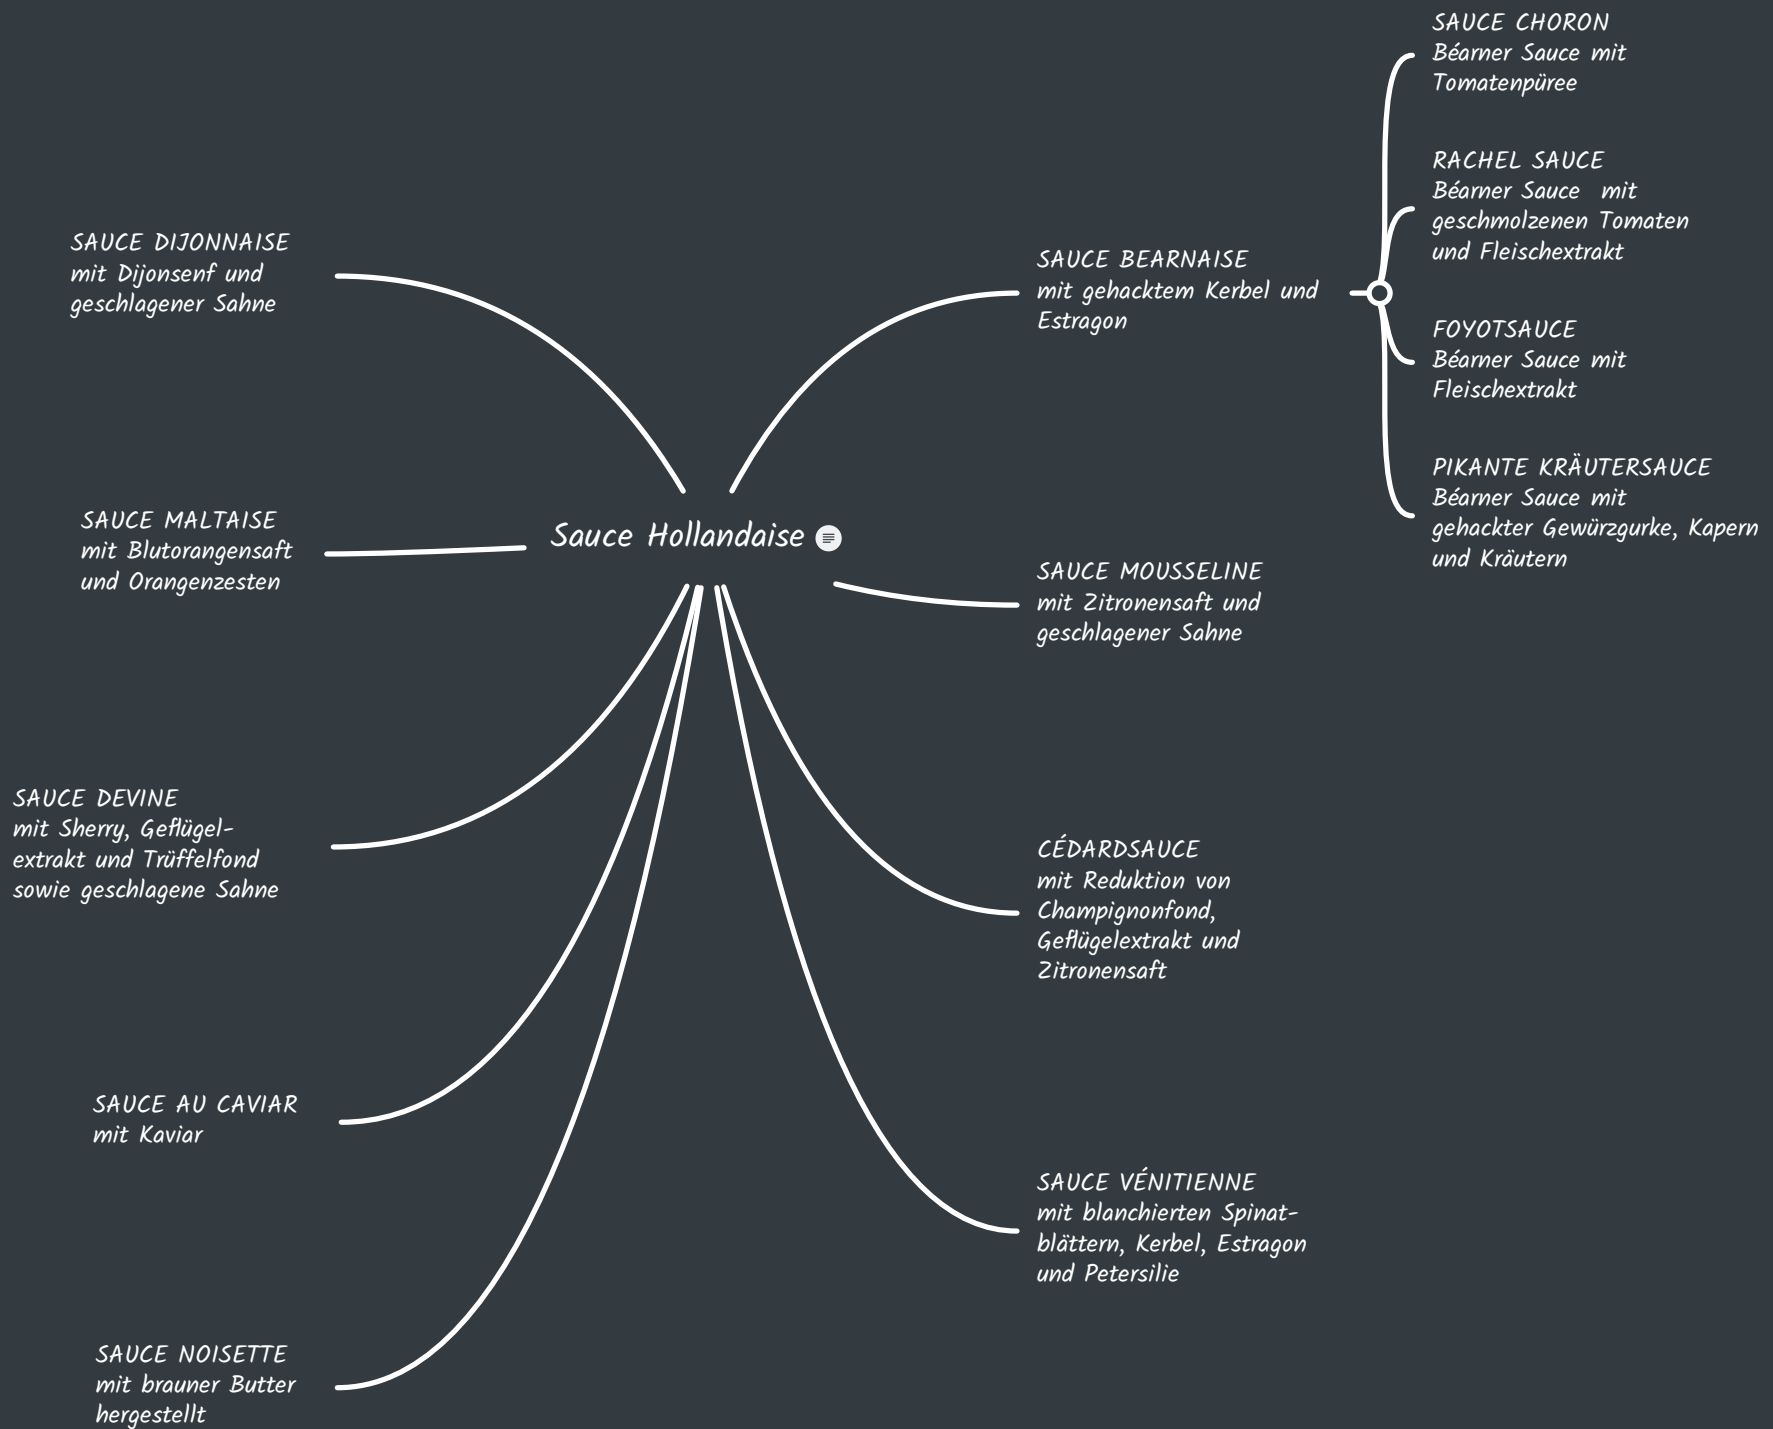 Sauce Hollandaise
SAUCE BEARNAISE
mit gehacktem Kerbel und
Estragon
SAUCE CHORON
Béarner Sauce mit
Tomatenpüree
RACHEL SAUCE
Béarner Sauce  mit
geschmolzenen Tomaten
und Fleischextrakt
FOYOTSAUCE
Béarner Sauce mit
Fleischextrakt
PIKANTE KRÄUTERSAUCE
Béarner Sauce mit
gehackter Gewürzgurke, Kapern
und Kräutern
SAUCE MOUSSELINE
mit Zitronensaft und
geschlagener Sahne
CÉDARDSAUCE
mit Reduktion von
Champignonfond,
Geflügelextrakt und
Zitronensaft
SAUCE VÉNITIENNE
mit blanchierten Spinat-
blättern, Kerbel, Estragon
und Petersilie
SAUCE DIJONNAISE
mit Dijonsenf und
geschlagener Sahne
SAUCE MALTAISE
mit Blutorangensaft
und Orangenzesten
SAUCE DEVINE
mit Sherry, Geflügel-
extrakt und Trüffelfond
sowie geschlagene Sahne
SAUCE AU CAVIAR
mit Kaviar
SAUCE NOISETTE
mit brauner Butter
hergestellt